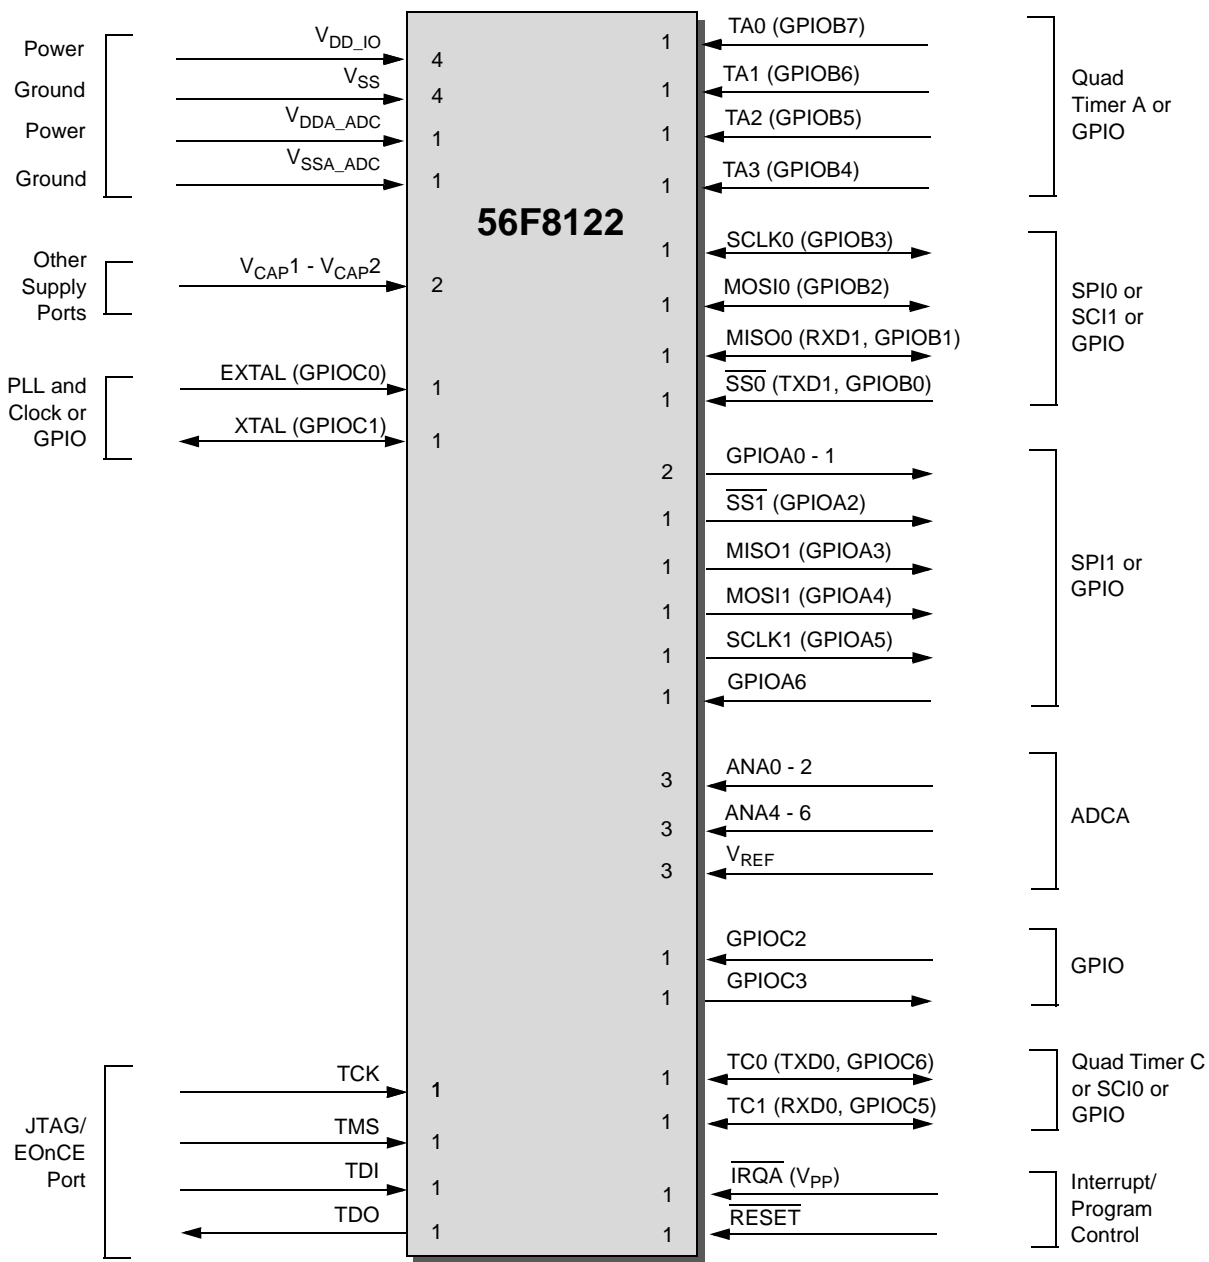 56F8122
Power
Ground
Power
Ground
V_DD_IO
4
V_SS
4
V_DDA_ADC
1
V_SSA_ADC
1
Other
Supply
Ports
V_CAP1 - V_CAP2
2
PLL and
Clock or
GPIO
EXTAL (GPIOC0)
1
XTAL (GPIOC1)
1
JTAG/
EOnCE
Port
TCK
1
TMS
1
TDI
1
TDO
1
1
TA0 (GPIOB7)
1
TA1 (GPIOB6)
1
TA2 (GPIOB5)
1
TA3 (GPIOB4)
Quad
Timer A or
GPIO
1
SCLK0 (GPIOB3)
1
MOSI0 (GPIOB2)
1
MISO0 (RXD1, GPIOB1)
1
S̅S̅0̅ (TXD1, GPIOB0)
SPI0 or
SCI1 or
GPIO
2
GPIOA0 - 1
1
S̅S̅1̅ (GPIOA2)
1
MISO1 (GPIOA3)
1
MOSI1 (GPIOA4)
1
SCLK1 (GPIOA5)
1
GPIOA6
SPI1 or
GPIO
3
ANA0 - 2
3
ANA4 - 6
3
V_REF
ADCA
1
GPIOC2
1
GPIOC3
GPIO
1
TC0 (TXD0, GPIOC6)
1
TC1 (RXD0, GPIOC5)
Quad Timer C
or SCI0 or
GPIO
1
I̅R̅Q̅A̅ (V_PP)
1
R̅E̅S̅E̅T̅
Interrupt/
Program
Control